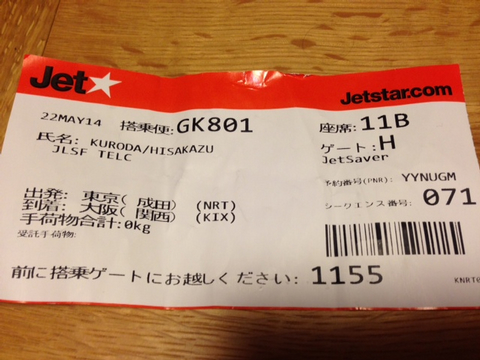 Jet★
Jetstar.com
22MAY14 搭乗便:GK801
座席:11B
氏名: KURODA/HISAKAZU
JLSF TELC
ゲート:H
JetSaver
予約番号(PNR): YYNUGM
シークエンス番号: 071
出発: 東京( 成田 ) (NRT)
到着: 大阪( 関西 ) (KIX)
手荷物合計:0kg
受託手荷物:
前に搭乗ゲートにお越しください: 1155